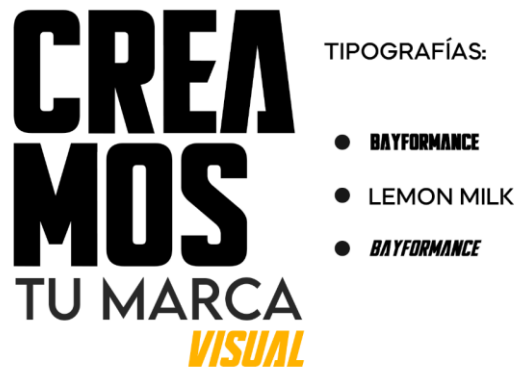 CREA
MOS
TU MARCA
VISUAL
TIPOGRAFÍAS:
● BAYFORMANCE
● LEMON MILK
● BAYFORMANCE